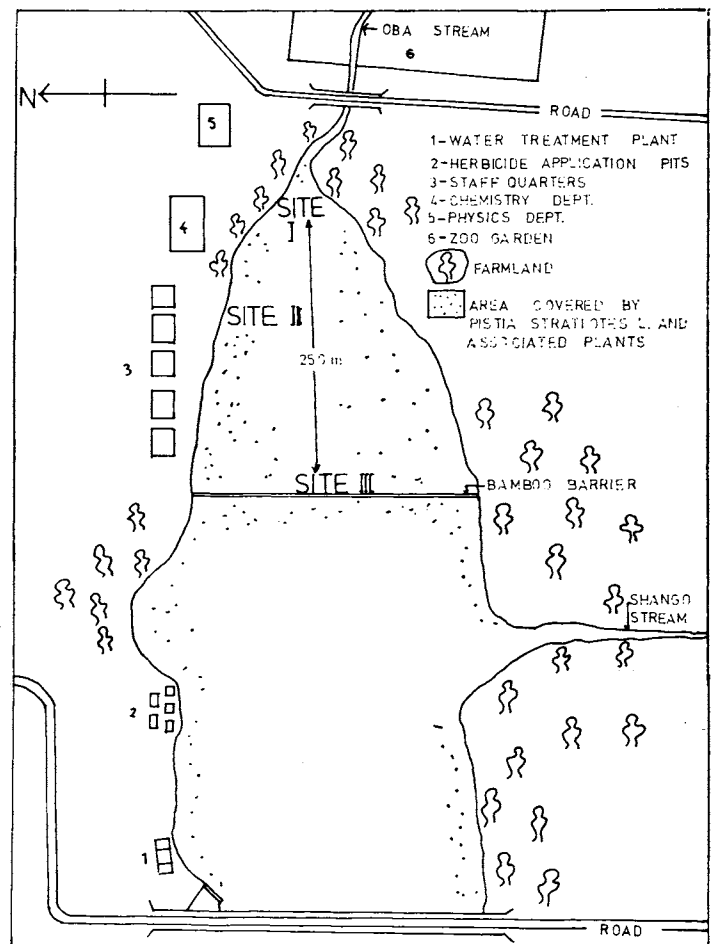 OBA STREAM
6
N
ROAD
5
1-WATER TREATMENT PLANT
2-HERBICIDE APPLICATION PITS
3-STAFF QUARTERS
4-CHEMISTRY DEPT.
5-PHYSICS DEPT.
6-ZOO GARDEN
FARMLAND
AREA COVERED BY
PISTIA STRATIOTES L. AND
ASSOCIATED PLANTS
SITE
I
4
SITE II
3
250 m
SITE III
BAMBOO BARRIER
SHANGO
STREAM
2
1
ROAD